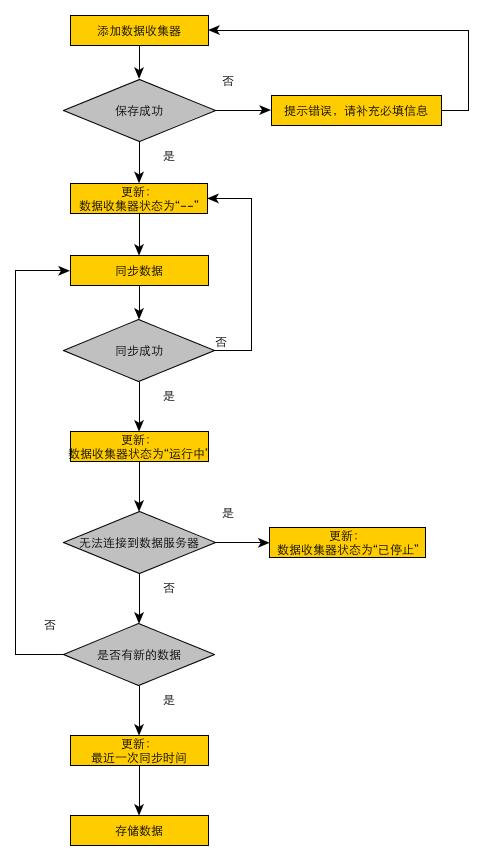 添加数据收集器
否
保存成功
提示错误，请补充必填信息
是
更新：
数据收集器状态为“--”
同步数据
否
同步成功
是
更新：
数据收集器状态为“运行中”
是
无法连接到数据服务器
更新：
数据收集器状态为“已停止”
否
否
是否有新的数据
是
更新：
最近一次同步时间
存储数据